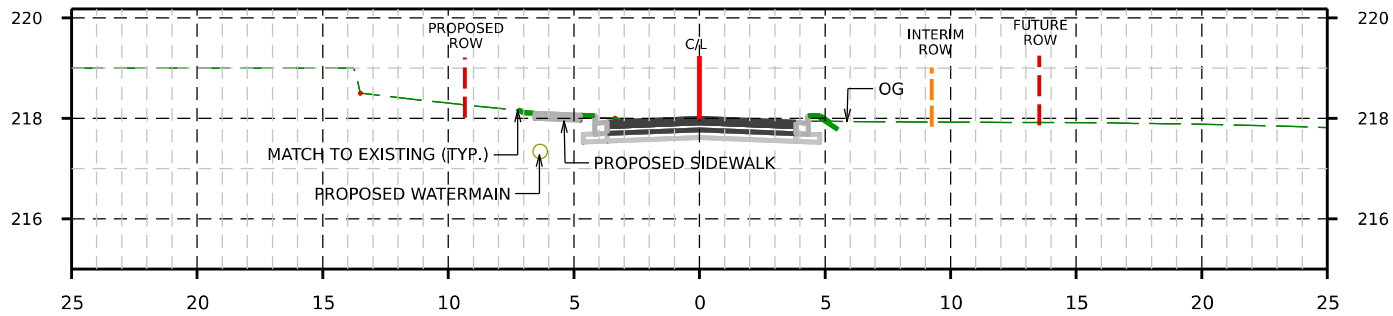 220
220
PROPOSED
ROW
C/L
INTERIM
ROW
FUTURE
ROW
OG
218
218
MATCH TO EXISTING (TYP.)
PROPOSED SIDEWALK
PROPOSED WATERMAIN
216
216
25 20 15 10 5 0 5 10 15 20 25